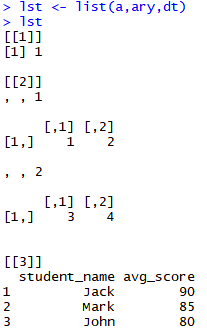 > lst <- list(a,ary,dt)
> lst
[[1]]
[1] 1
[[2]]
, , 1
[,1] [,2]
[1,] 1 2
, , 2
[,1] [,2]
[1,] 3 4
[[3]]
student_name avg_score
1 Jack 90
2 Mark 85
3 John 80